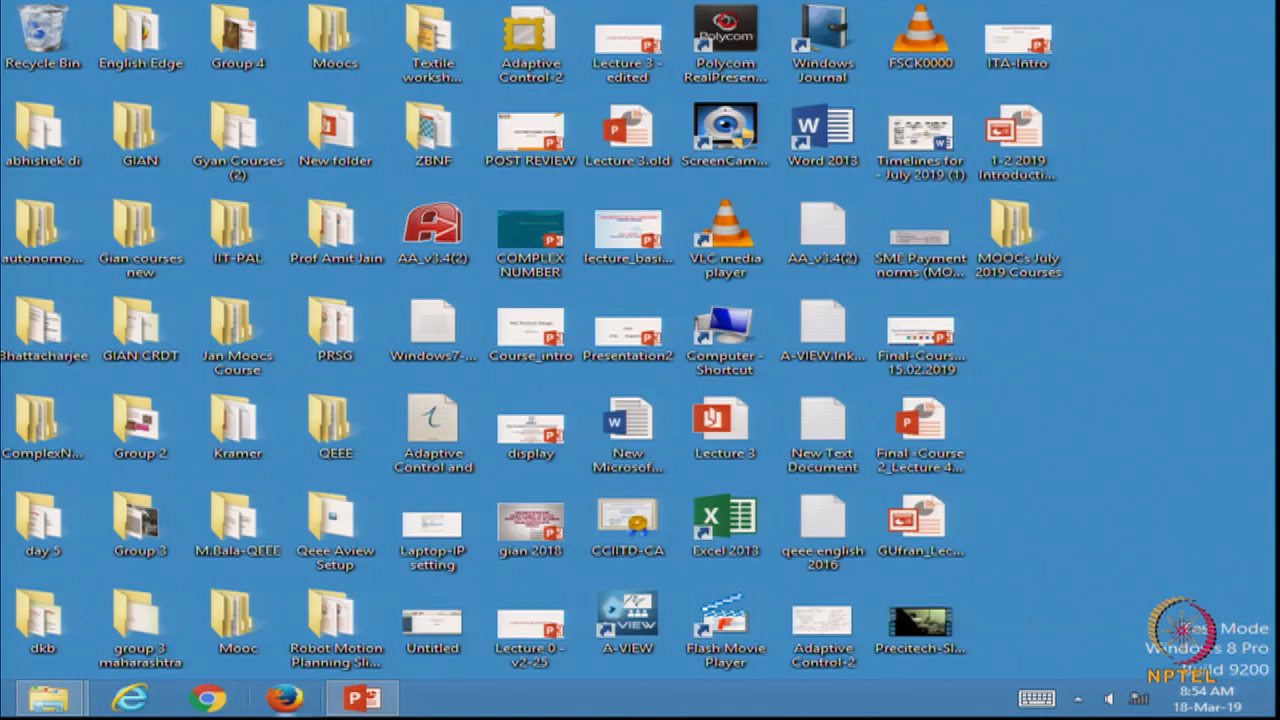 Recycle Bin
English Edge
Group 4
Moocs
Textile
worksh...
Adaptive
Control-2
Lecture 3 -
edited
Polycom
Polycom
RealPresen...
Windows
Journal
FSCK0000
ITA-Intro
abhishek di
GIAN
Gyan Courses
(2)
New folder
ZBNF
POST REVIEW
Lecture 3.old
ScreenCam...
Word 2013
Timelines for
- July 2019 (1)
1-2 2019
Introducti...
autonomo...
Gian courses
new
IIT-PAL
Prof Amit Jain
AA_v3.4(2)
COMPLEX
NUMBER
lecture_basi...
VLC media
player
AA_v3.4(2)
SME Payment
norms (MO...
MOOCs July
2019 Courses
Bhattacharjee
GIAN CRDT
Jan Moocs
Course
PRSG
Windows7-...
Course_intro
Presentation2
Computer -
Shortcut
A-VIEW.lnk...
Final-Cours...
15.02.2019
ComplexN...
Group 2
Kramer
QEEE
Adaptive
Control and
display
New
Microsof...
Lecture 3
New Text
Document
Final -Course
2_Lecture 4...
day 5
Group 3
M.Bala-QEEE
Qeee Aview
Setup
Laptop-IP
setting
gian 2018
CCIITD-CA
Excel 2013
qeee english
2016
GUfran_Lec...
dkb
group 3
maharashtra
Mooc
Robot Motion
Planning-Sli...
Untitled
Lecture 0 -
v2-25
VIEW
A-VIEW
Flash Movie
Player
Adaptive
Control-2
Precitech-Sl...
Mode
Windows 8 Pro
Build 9200
NPTEL
8:54 AM
18-Mar-19